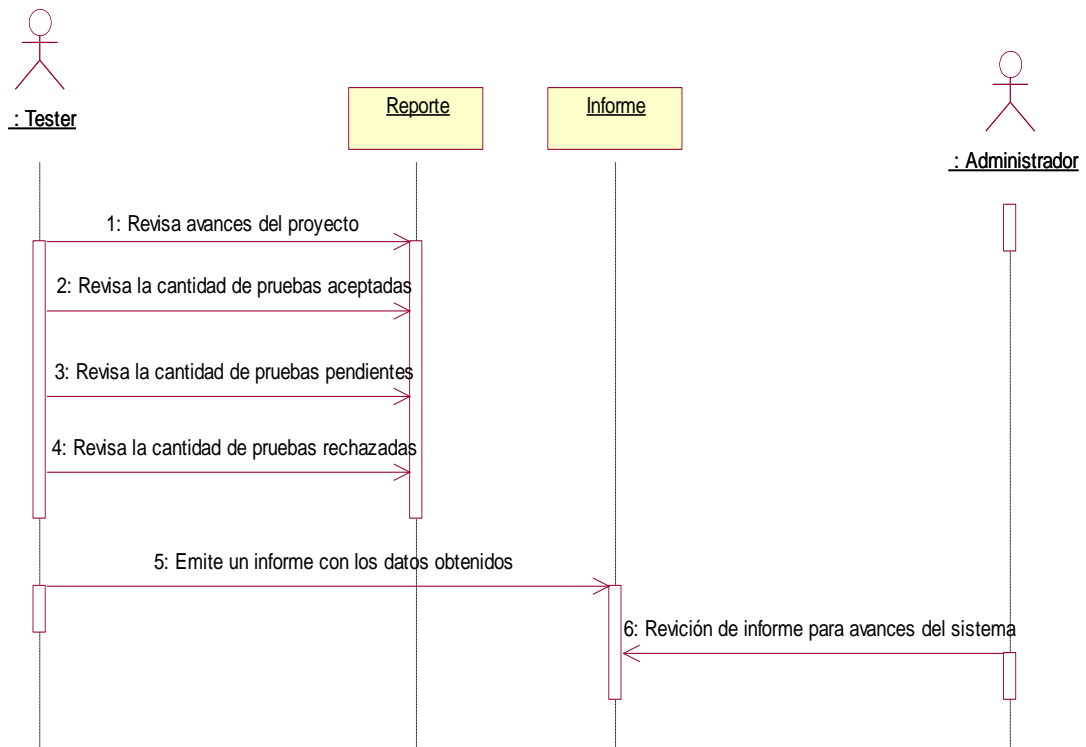 : Tester
Reporte
Informe
: Administrador
1: Revisa avances del proyecto
2: Revisa la cantidad de pruebas aceptadas
3: Revisa la cantidad de pruebas pendientes
4: Revisa la cantidad de pruebas rechazadas
5: Emite un informe con los datos obtenidos
6: Revición de informe para avances del sistema